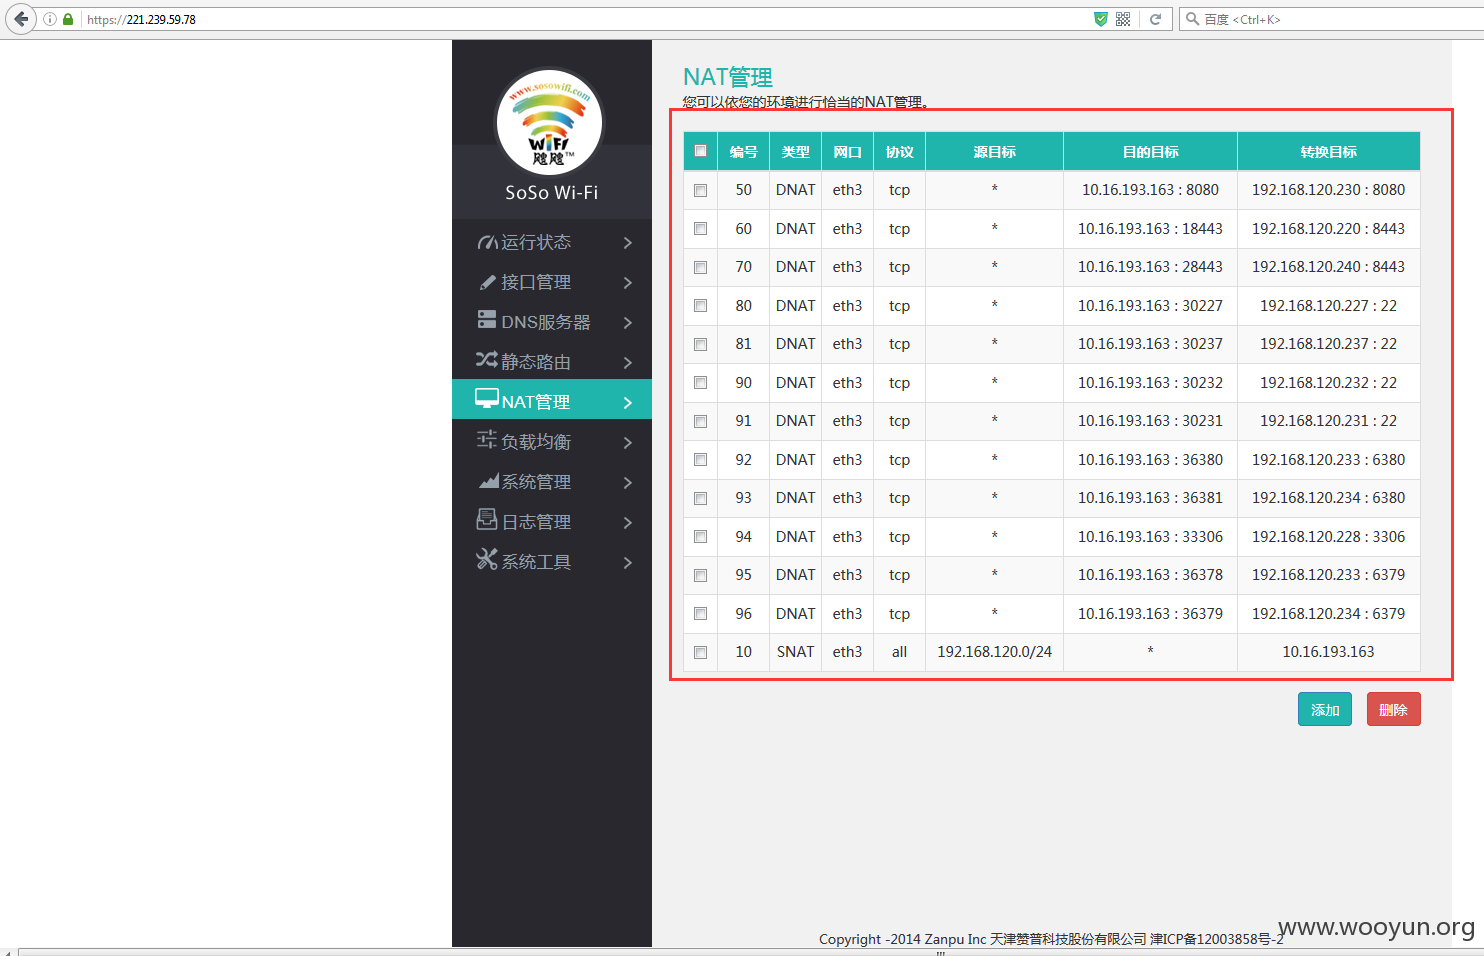 https://221.239.59.78
百度 <Ctrl+K>
www.sosowifi.com
WiFi
飕飕™
SoSo Wi-Fi
运行状态
接口管理
DNS服务器
静态路由
NAT管理
负载均衡
系统管理
日志管理
系统工具
NAT管理
您可以依您的环境进行恰当的NAT管理。
编号 类型 网口 协议 源目标 目的目标 转换目标
50 DNAT eth3 tcp * 10.16.193.163 : 8080 192.168.120.230 : 8080
60 DNAT eth3 tcp * 10.16.193.163 : 18443 192.168.120.220 : 8443
70 DNAT eth3 tcp * 10.16.193.163 : 28443 192.168.120.240 : 8443
80 DNAT eth3 tcp * 10.16.193.163 : 30227 192.168.120.227 : 22
81 DNAT eth3 tcp * 10.16.193.163 : 30237 192.168.120.237 : 22
90 DNAT eth3 tcp * 10.16.193.163 : 30232 192.168.120.232 : 22
91 DNAT eth3 tcp * 10.16.193.163 : 30231 192.168.120.231 : 22
92 DNAT eth3 tcp * 10.16.193.163 : 36380 192.168.120.233 : 6380
93 DNAT eth3 tcp * 10.16.193.163 : 36381 192.168.120.234 : 6380
94 DNAT eth3 tcp * 10.16.193.163 : 33306 192.168.120.228 : 3306
95 DNAT eth3 tcp * 10.16.193.163 : 36378 192.168.120.233 : 6379
96 DNAT eth3 tcp * 10.16.193.163 : 36379 192.168.120.234 : 6379
10 SNAT eth3 all 192.168.120.0/24 * 10.16.193.163
添加 删除
Copyright -2014 Zanpu Inc 天津赞普科技股份有限公司 津ICP备12003858号-2
www.wooyun.org